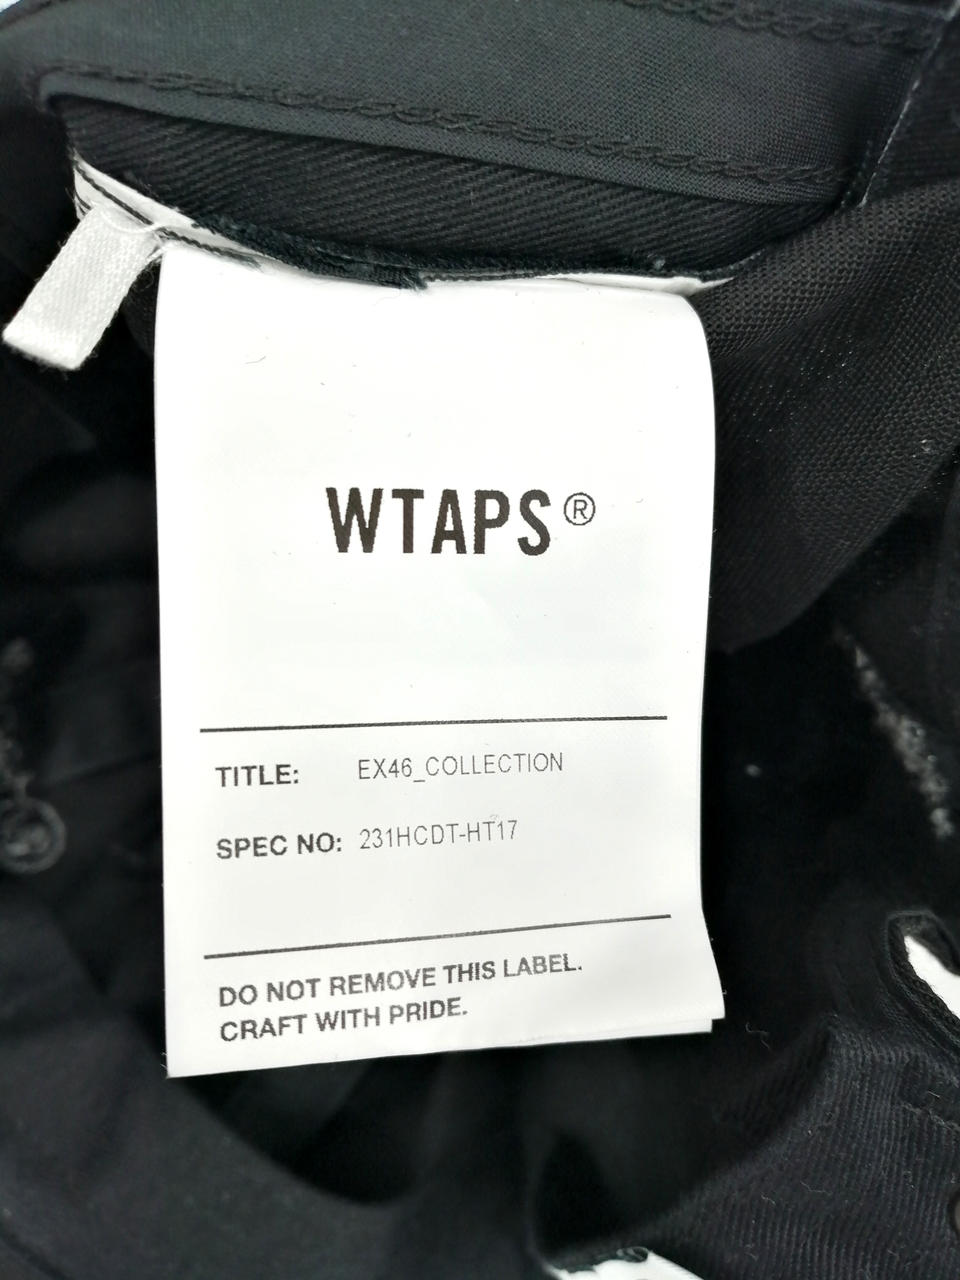 WTAPS®
TITLE: EX46_COLLECTION
SPEC NO: 231HCDT-HT17
DO NOT REMOVE THIS LABEL.
CRAFT WITH PRIDE.